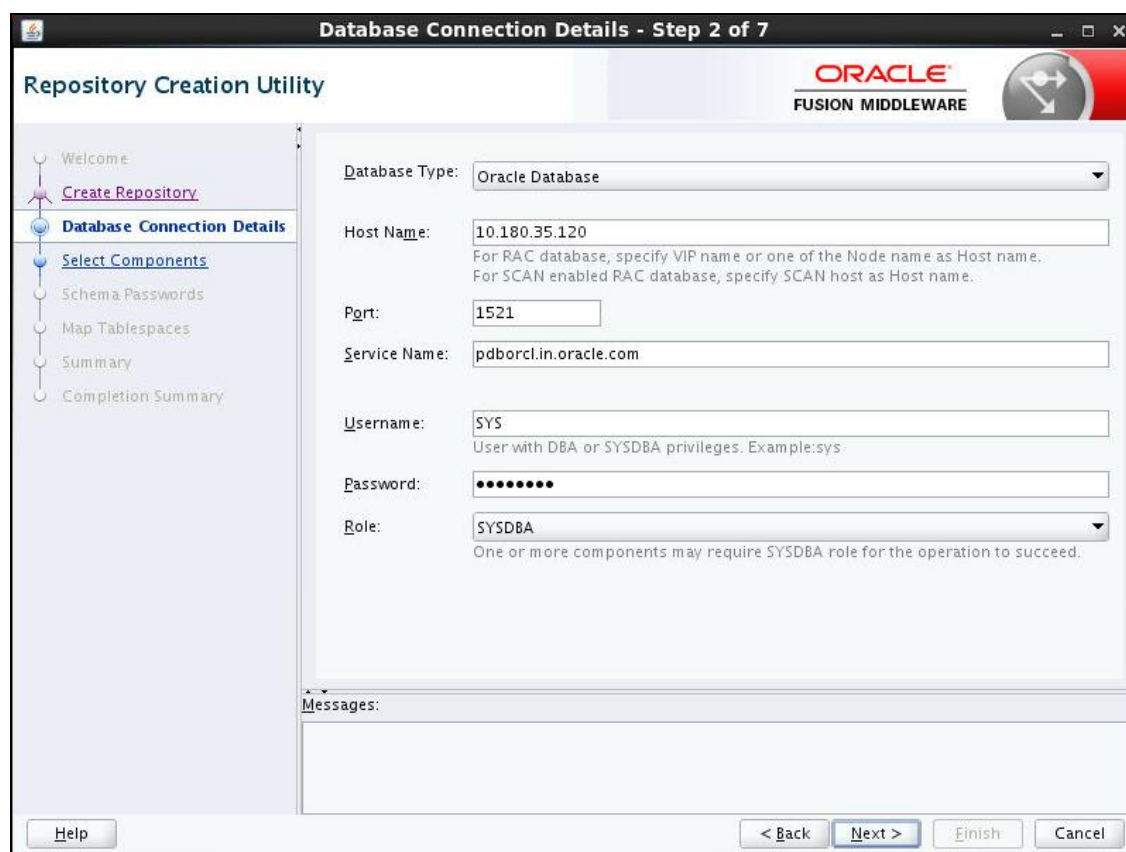 Database Connection Details - Step 2 of 7
Repository Creation Utility
ORACLE
FUSION MIDDLEWARE
Welcome
Create Repository
Database Connection Details
Select Components
Schema Passwords
Map Tablespaces
Summary
Completion Summary
Database Type: Oracle Database
Host Name: 10.180.35.120
For RAC database, specify VIP name or one of the Node name as Host name.
For SCAN enabled RAC database, specify SCAN host as Host name.
Port: 1521
Service Name: pdborcl.in.oracle.com
Username: SYS
User with DBA or SYSDBA privileges. Example:sys
Password: ••••••••
Role: SYSDBA
One or more components may require SYSDBA role for the operation to succeed.
Messages:
Help < Back Next > Finish Cancel